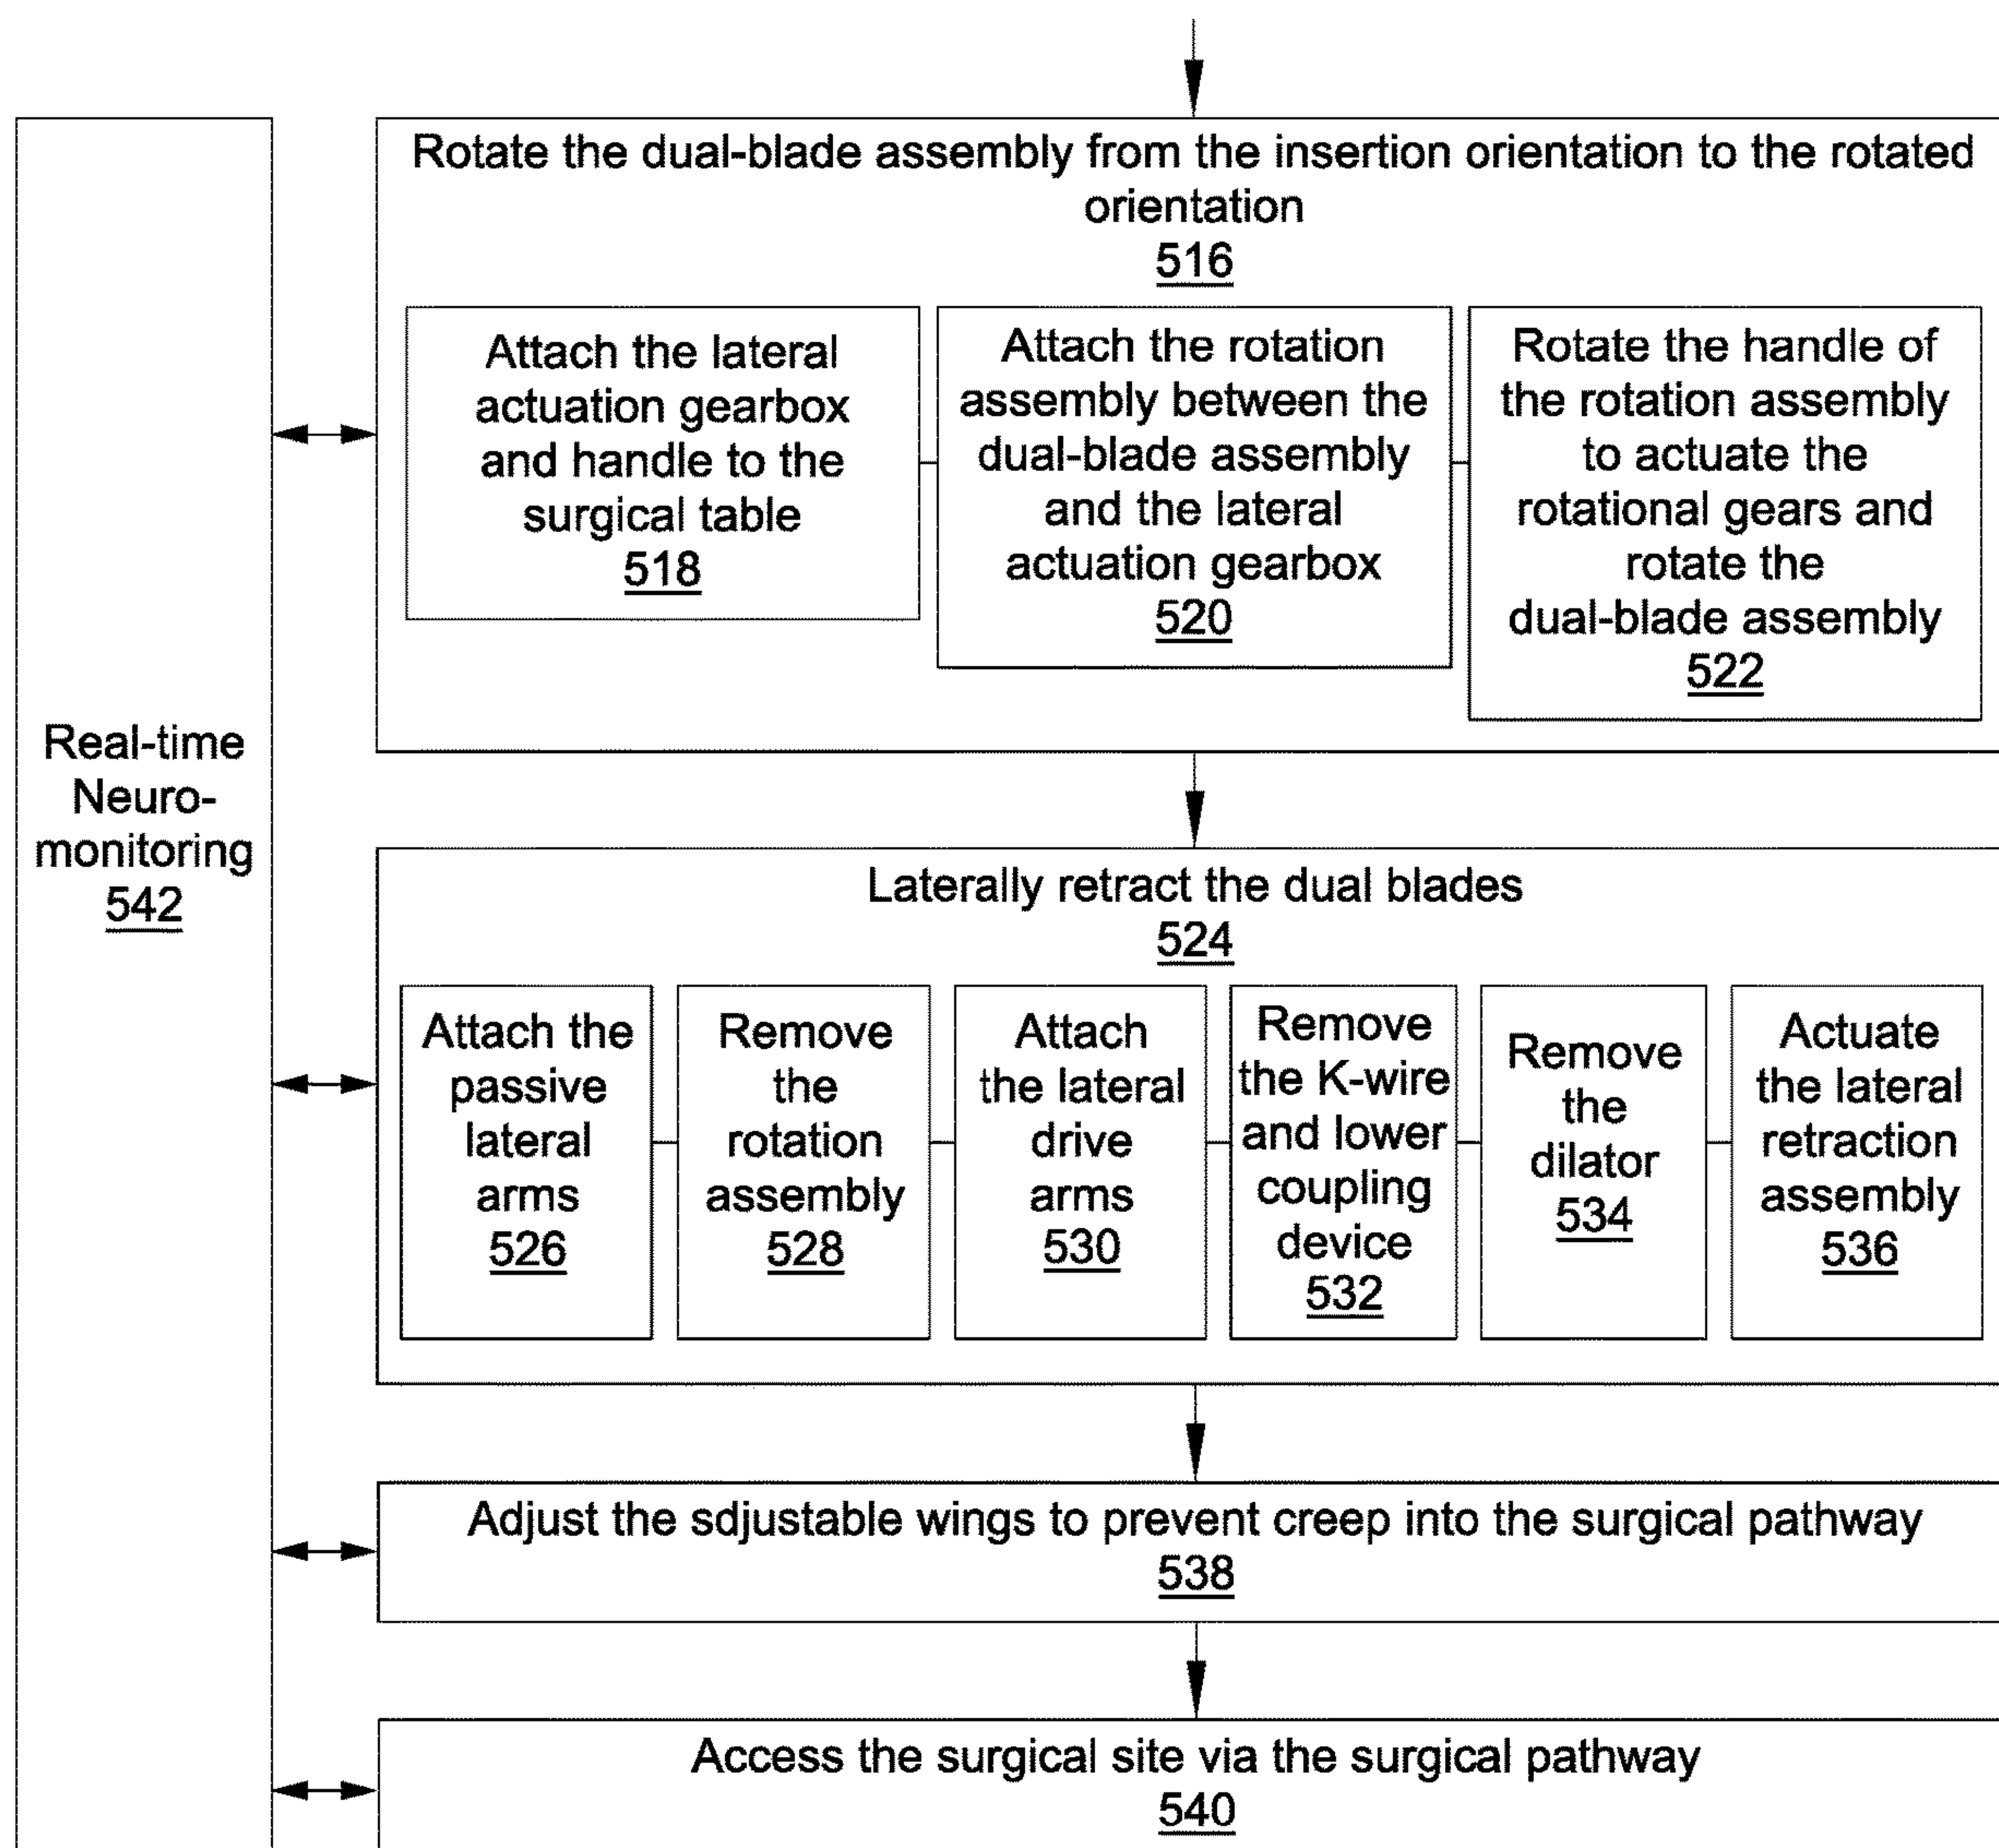 Rotate the dual-blade assembly from the insertion orientation to the rotated
orientation
516
Attach the lateral
actuation gearbox
and handle to the
surgical table
518
Attach the rotation
assembly between the
dual-blade assembly
and the lateral
actuation gearbox
520
Rotate the handle of
the rotation assembly
to actuate the
rotational gears and
rotate the
dual-blade assembly
522
Real-time
Neuro-
monitoring
542
Laterally retract the dual blades
524
Attach the
passive
lateral
arms
526
Remove
the
rotation
assembly
528
Attach
the lateral
drive
arms
530
Remove
the K-wire
and lower
coupling
device
532
Remove
the
dilator
534
Actuate
the lateral
retraction
assembly
536
Adjust the sdjustable wings to prevent creep into the surgical pathway
538
Access the surgical site via the surgical pathway
540